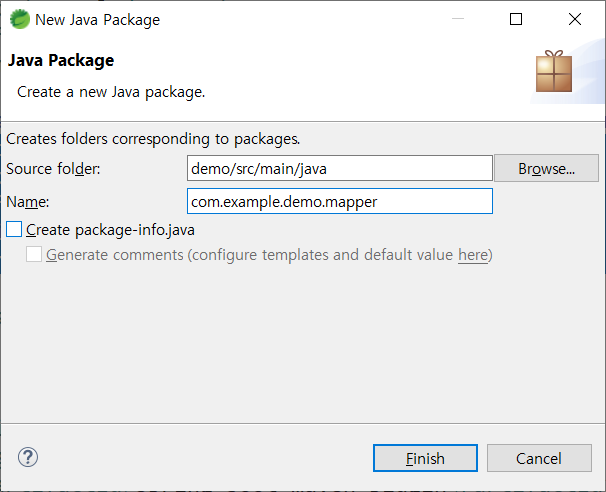 New Java Package
Java Package
Create a new Java package.
Creates folders corresponding to packages.
Source folder: demo/src/main/java Browse...
Name: com.example.demo.mapper
Create package-info.java
Generate comments (configure templates and default value here)
Finish Cancel